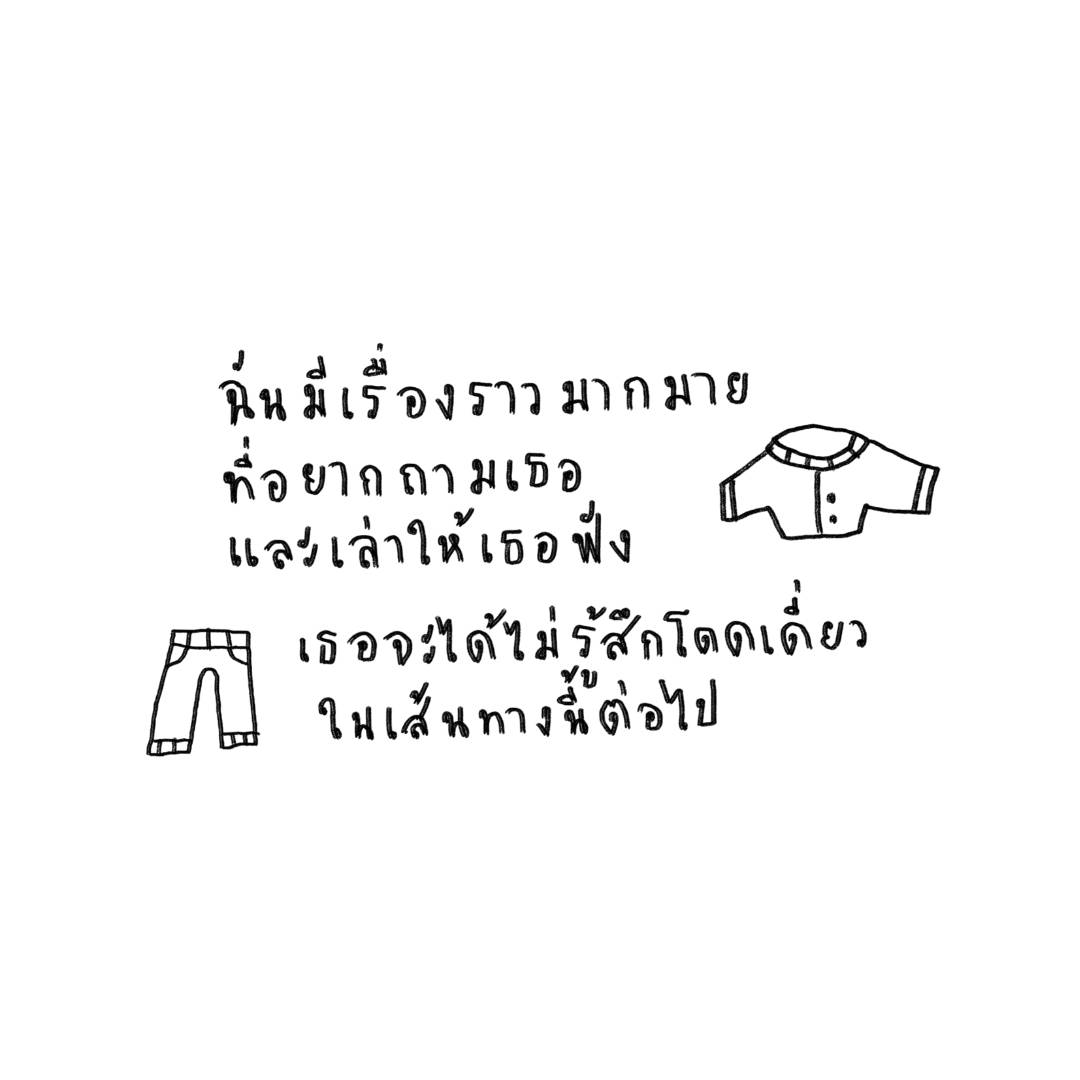 ฉันมีเรื่องราวมากมาย
ที่อยากถามเธอ
และเล่าให้เธอฟัง
เธอจะได้ไม่รู้สึกโดดเดี่ยว
ในเส้นทางนี้ต่อไป